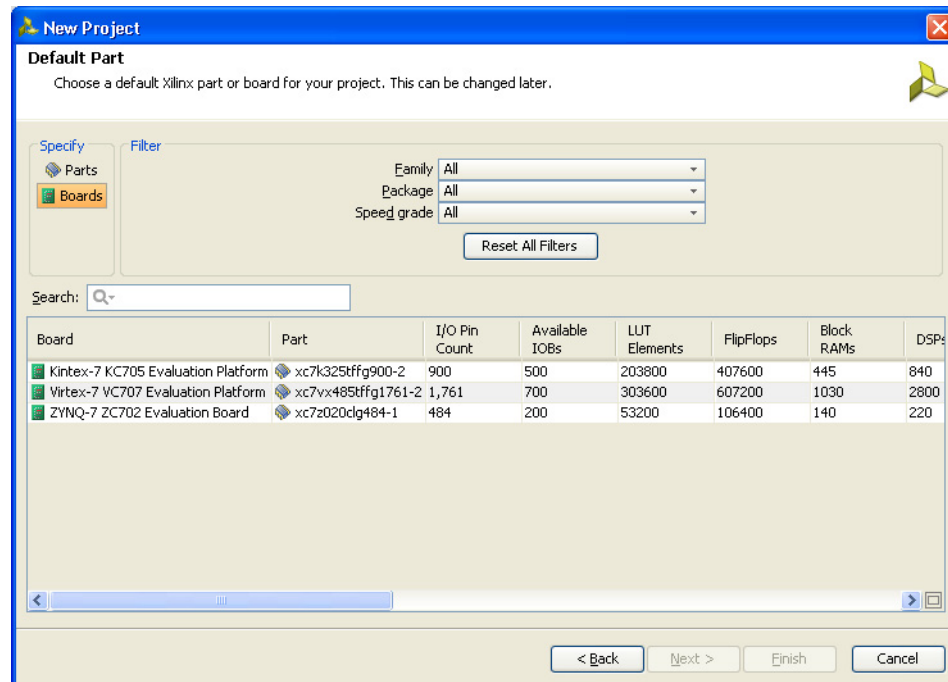 New Project
Default Part
Choose a default Xilinx part or board for your project. This can be changed later.
Specify
Filter
Parts
Boards
Family All
Package All
Speed grade All
Reset All Filters
Search:
Board Part I/O Pin Count Available IOBs LUT Elements FlipFlops Block RAMs DSPs
Kintex-7 KC705 Evaluation Platform xc7k325tffg900-2 900 500 203800 407600 445 840
Virtex-7 VC707 Evaluation Platform xc7vx485tffg1761-2 1,761 700 303600 607200 1030 2800
ZYNQ-7 ZC702 Evaluation Board xc7z020clg484-1 484 200 53200 106400 140 220
< Back Next > Finish Cancel